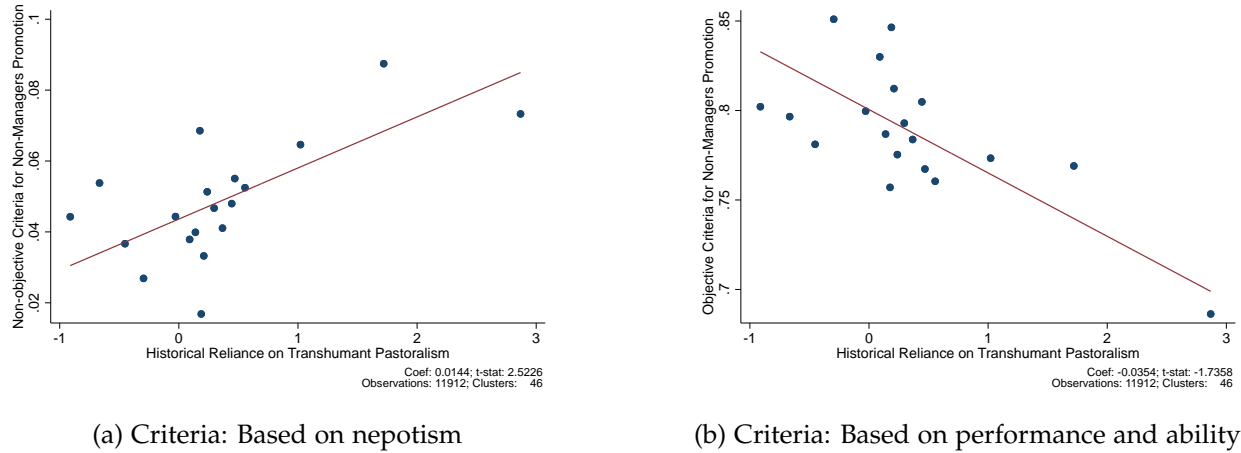 Non-objective Criteria for Non-Managers Promotion
.1
.08
.06
.04
.02
-1 0 1 2 3
Historical Reliance on Transhumant Pastoralism
Coef: 0.0144; t-stat: 2.5226
Observations: 11912; Clusters: 46
(a) Criteria: Based on nepotism
Objective Criteria for Non-Managers Promotion
.85
.8
.75
.7
-1 0 1 2 3
Historical Reliance on Transhumant Pastoralism
Coef: -0.0354; t-stat: -1.7358
Observations: 11912; Clusters: 46
(b) Criteria: Based on performance and ability